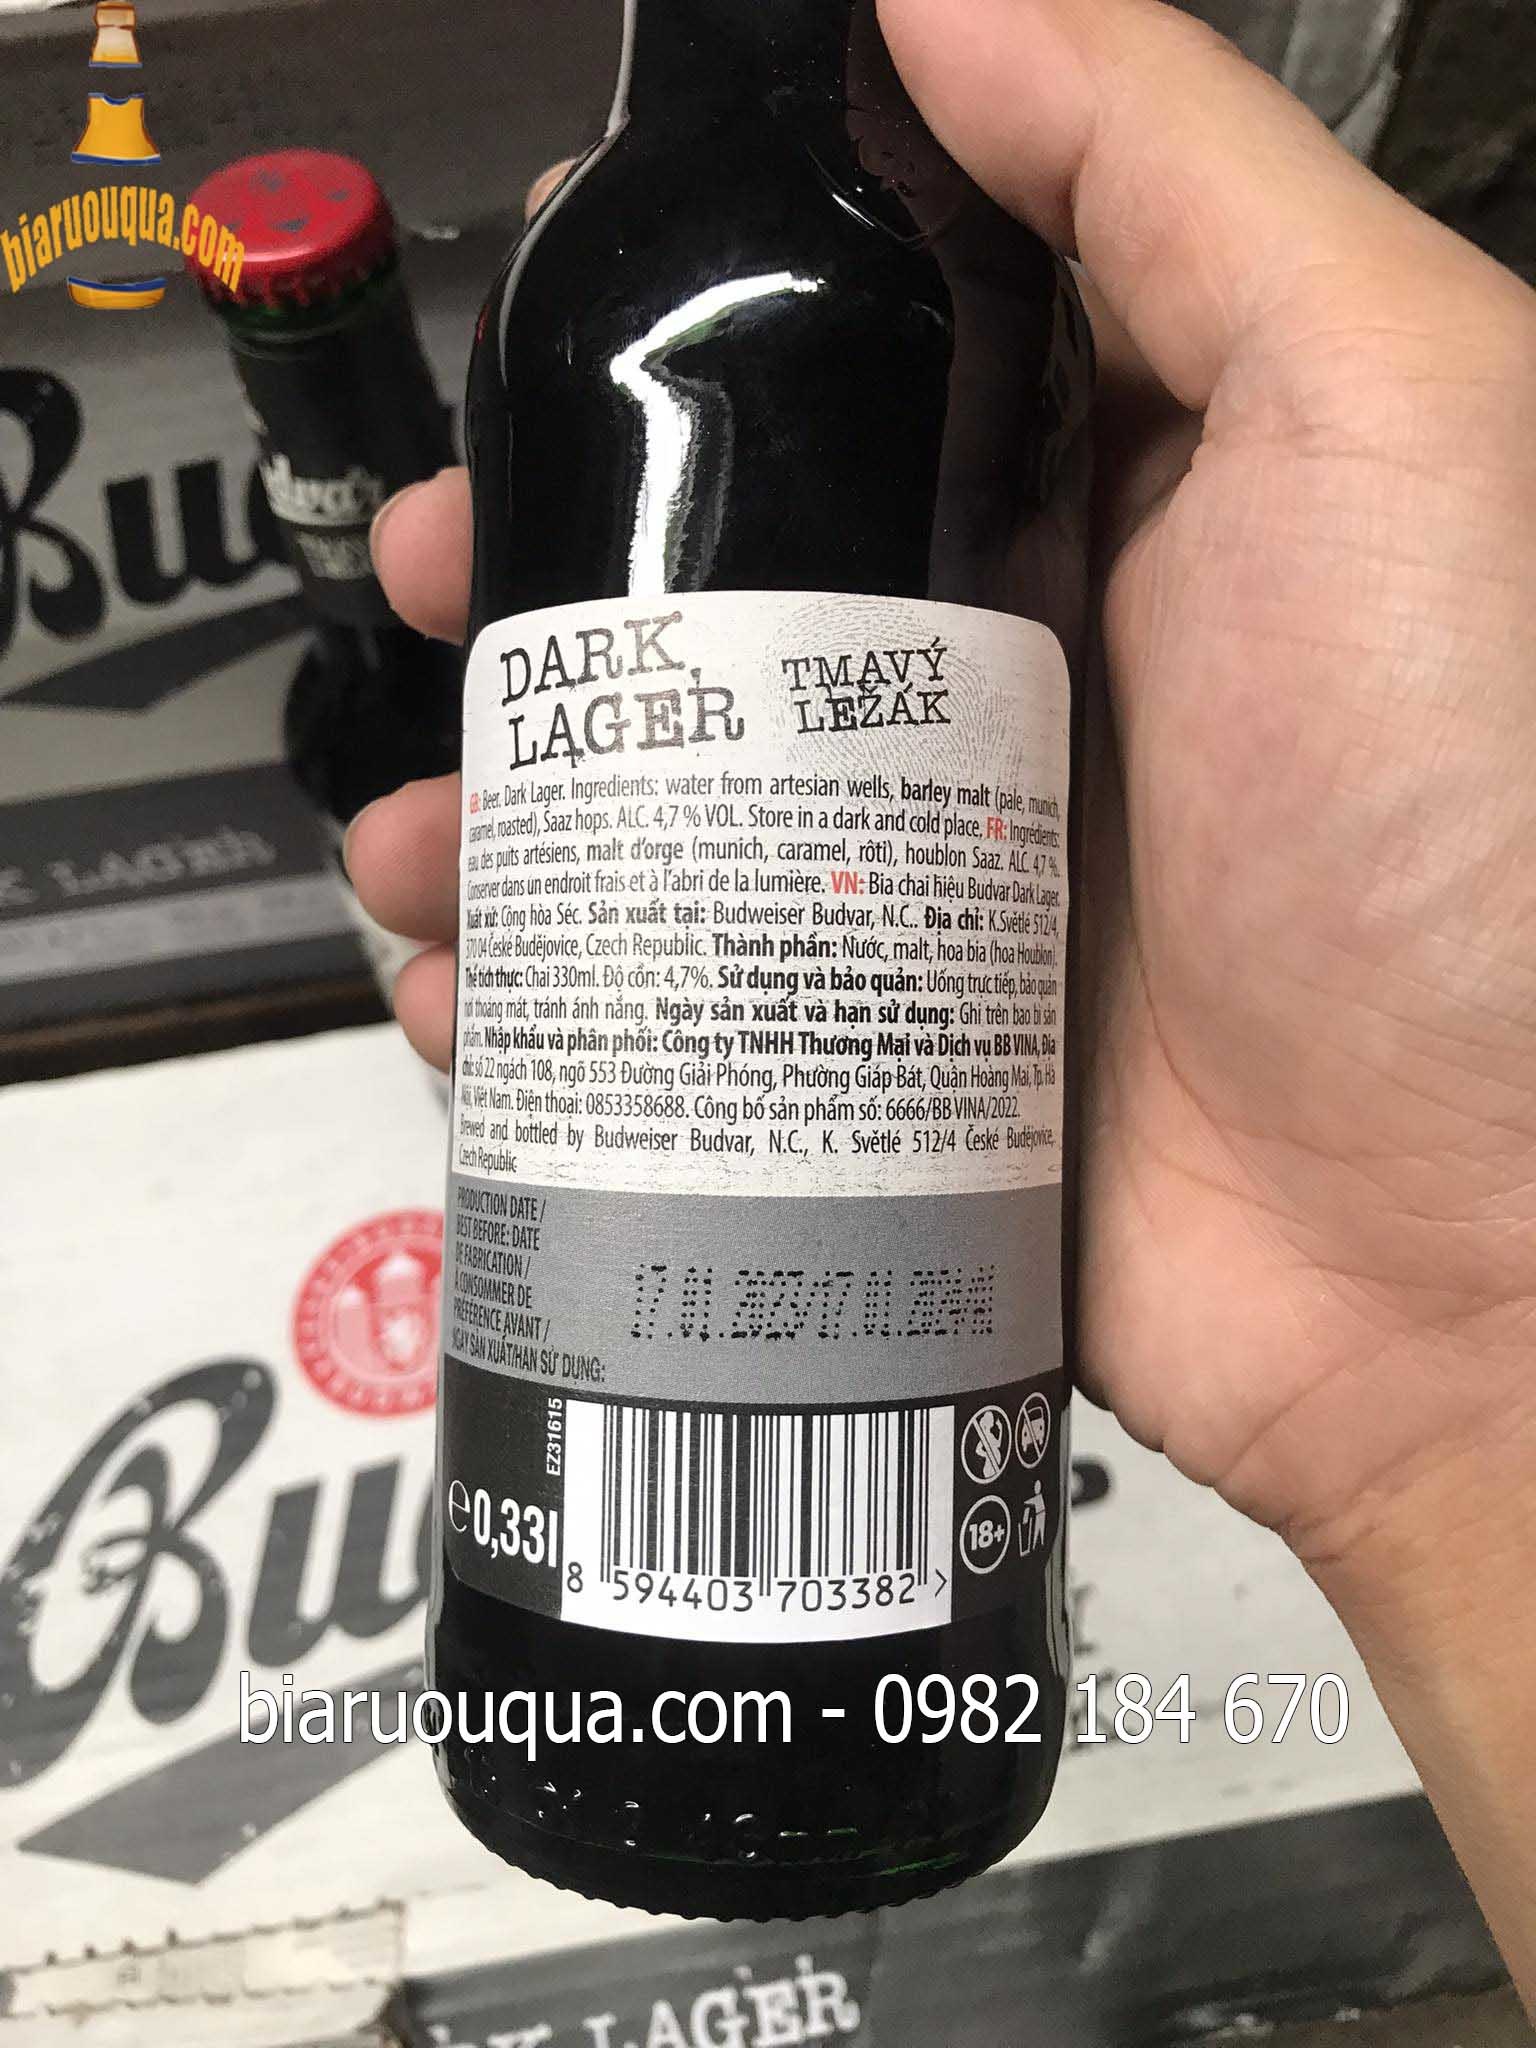 biaruouqua.com
DARK
LAGER
TMAVÝ
LEŽÁK
GB: Beer. Dark Lager. Ingredients: water from artesian wells, barley malt (pale, munich,
caramel, roasted), Saaz hops. ALC. 4,7 % VOL. Store in a dark and cold place. FR: Ingrédients:
eau des puits artésiens, malt d'orge (munich, caramel, rôti), houblon Saaz. ALC. 4,7 %.
Conserver dans un endroit frais et à l'abri de la lumière. VN: Bia chai hiệu Budvar Dark Lager.
Xuất xứ: Cộng hòa Séc. Sản xuất tại: Budweiser Budvar, N.C.. Địa chỉ: K.Světlé 512/4,
370 04 České Budějovice, Czech Republic. Thành phần: Nước, malt, hoa bia (hoa Houblon).
Thể tích thực: Chai 330ml. Độ cồn: 4,7%. Sử dụng và bảo quản: Uống trực tiếp, bảo quản
nơi thoáng mát, tránh ánh nắng. Ngày sản xuất và hạn sử dụng: Ghi trên bao bì sản
phẩm. Nhập khẩu và phân phối: Công ty TNHH Thương Mại và Dịch vụ BB VINA, Địa
chỉ: số 22 ngách 108, ngõ 553 Đường Giải Phóng, Phường Giáp Bát, Quận Hoàng Mai, Tp. Hà
Nội, Việt Nam. Điện thoại: 0853358688. Công bố sản phẩm số: 6666/BB VINA/2022.
Brewed and bottled by Budweiser Budvar, N.C., K. Světlé 512/4 České Budějovice,
Czech Republic
PRODUCTION DATE /
BEST BEFORE: DATE
DE FABRICATION /
À CONSOMMER DE
PRÉFÉRENCE AVANT /
NGÀY SẢN XUẤT/HẠN SỬ DỤNG:
17.01.2023 17.01.2024
EZ31615
e 0,33l
8 594403 703382 >
18+
biaruouqua.com - 0982 184 670
LAGER